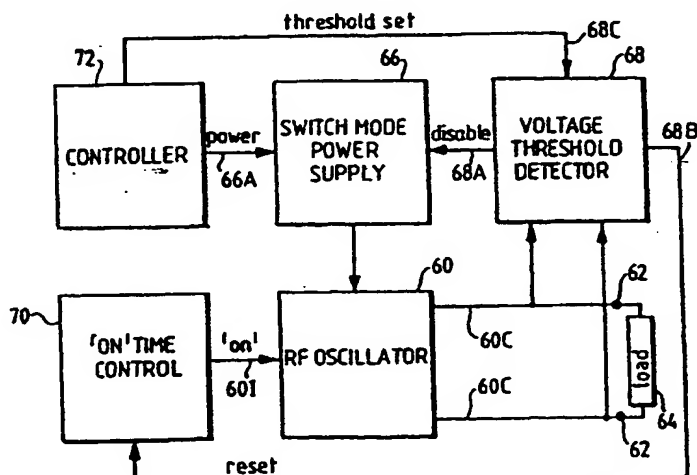 threshold set
68C
72
66
68
68B
CONTROLLER
power
66A
SWITCH MODE
POWER
SUPPLY
disable
68A
VOLTAGE
THRESHOLD
DETECTOR
70
60
62
'ON' TIME
CONTROL
'on'
60I
RF OSCILLATOR
60C
60C
load
64
62
reset